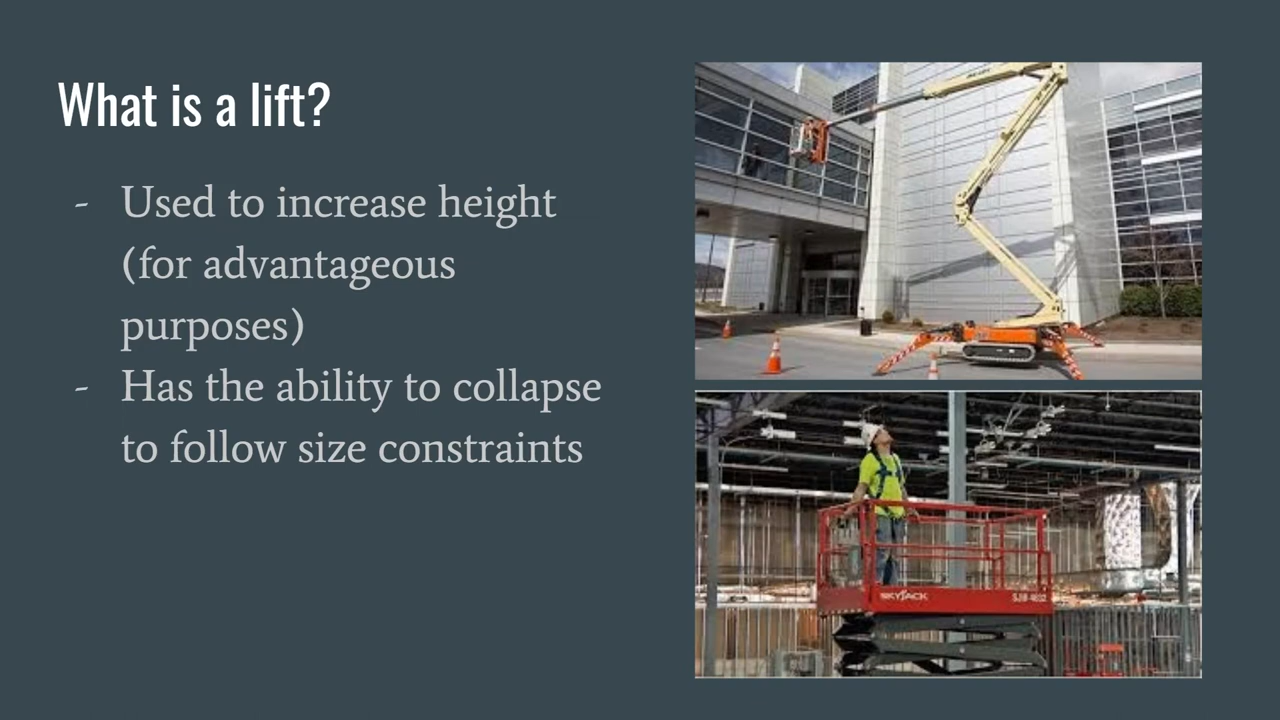 What is a lift?
- Used to increase height
(for advantageous
purposes)
- Has the ability to collapse
to follow size constraints
SKYJACK